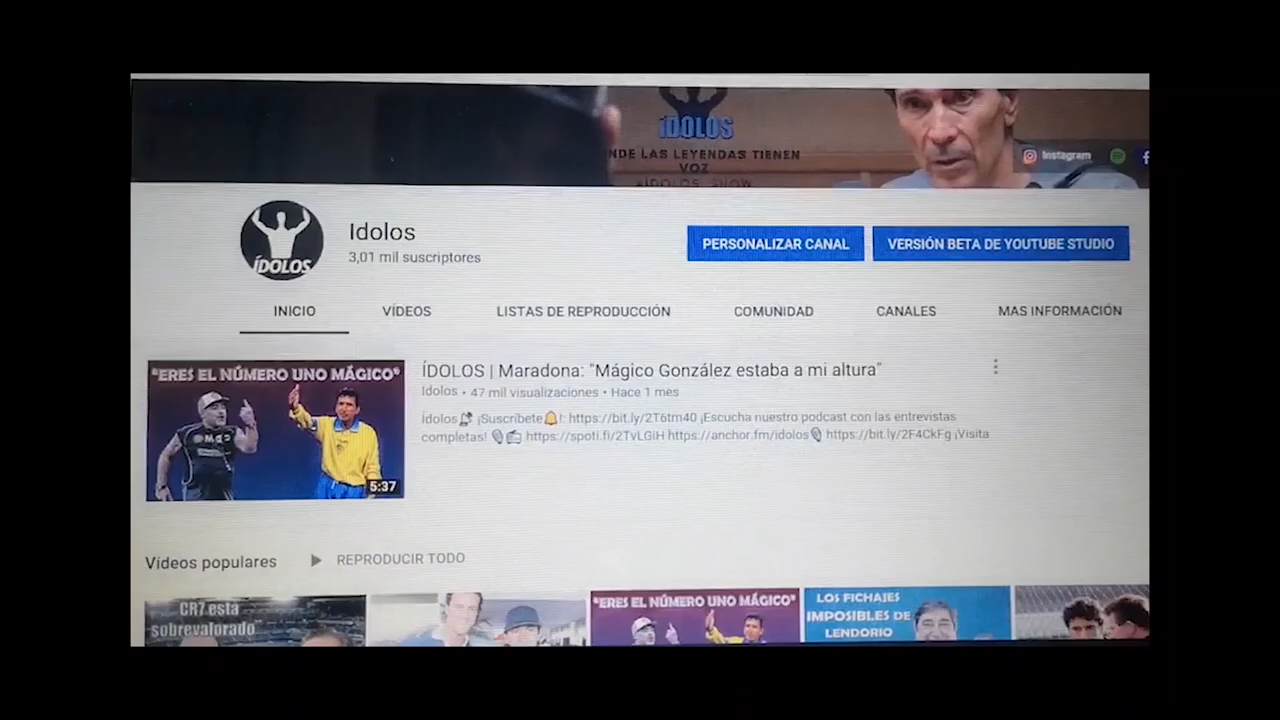 ÍDOLOS
NDE LAS LEYENDAS TIENEN
VOZ
Instagram
Idolos
3,01 mil suscriptores
ÍDOLOS
PERSONALIZAR CANAL
VERSIÓN BETA DE YOUTUBE STUDIO
INICIO
VÍDEOS
LISTAS DE REPRODUCCIÓN
COMUNIDAD
CANALES
MAS INFORMACIÓN
"ERES EL NÚMERO UNO MÁGICO"
5:37
ÍDOLOS | Maradona: "Mágico González estaba a mi altura"
Idolos • 47 mil visualizaciones • Hace 1 mes
Ídolos ¡Suscríbete🔔!: https://bit.ly/2T6tm40 ¡Escucha nuestro podcast con las entrevistas
completas! 🎙📻 https://spoti.fi/2TvLGiH https://anchor.fm/idolos🎙 https://bit.ly/2F4CkFg ¡Visita
Vídeos populares
REPRODUCIR TODO
CR7 está
sobrevalorado
"ERES EL NÚMERO UNO MÁGICO"
LOS FICHAJES
IMPOSIBLES DE
LENDORIO